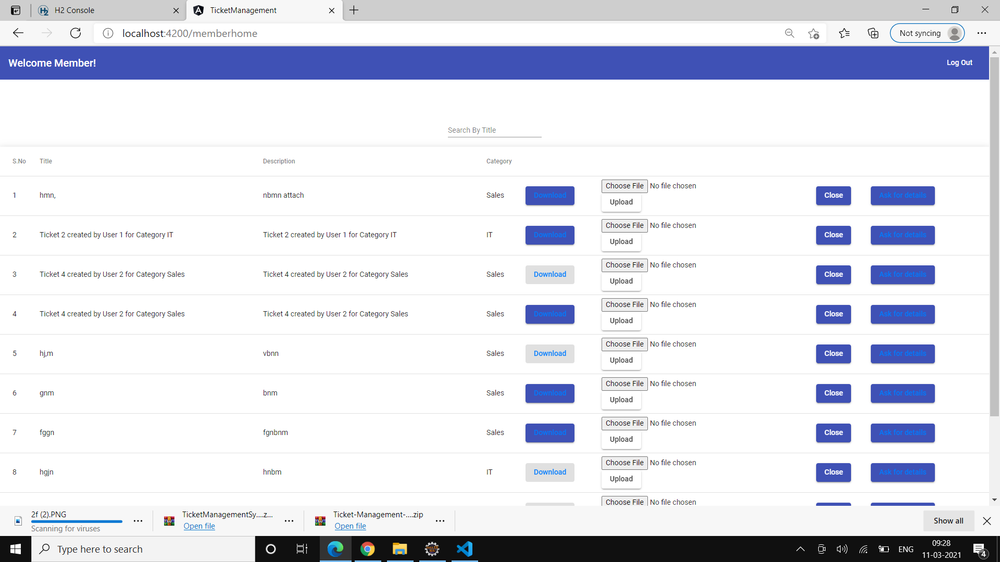 H2 Console
TicketManagement
localhost:4200/memberhome
Not syncing
Welcome Member!
Log Out
Search By Title
S.No Title Description Category
1 hmn, nbmn attach Sales Download Choose File No file chosen Upload Close Ask for details
2 Ticket 2 created by User 1 for Category IT Ticket 2 created by User 1 for Category IT IT Download Choose File No file chosen Upload Close Ask for details
3 Ticket 4 created by User 2 for Category Sales Ticket 4 created by User 2 for Category Sales Sales Download Choose File No file chosen Upload Close Ask for details
4 Ticket 4 created by User 2 for Category Sales Ticket 4 created by User 2 for Category Sales Sales Download Choose File No file chosen Upload Close Ask for details
5 hj,m vbnn Sales Download Choose File No file chosen Upload Close Ask for details
6 gnm bnm Sales Download Choose File No file chosen Upload Close Ask for details
7 fggn fgnbnm Sales Download Choose File No file chosen Upload Close Ask for details
8 hgjn hnbm IT Download Choose File No file chosen Upload Close Ask for details
Choose File No file chosen
2f (2).PNG
Scanning for viruses
TicketManagementSy....z...
Open file
Ticket-Management-....zip
Open file
Show all
Type here to search
ENG
09:28
11-03-2021
4